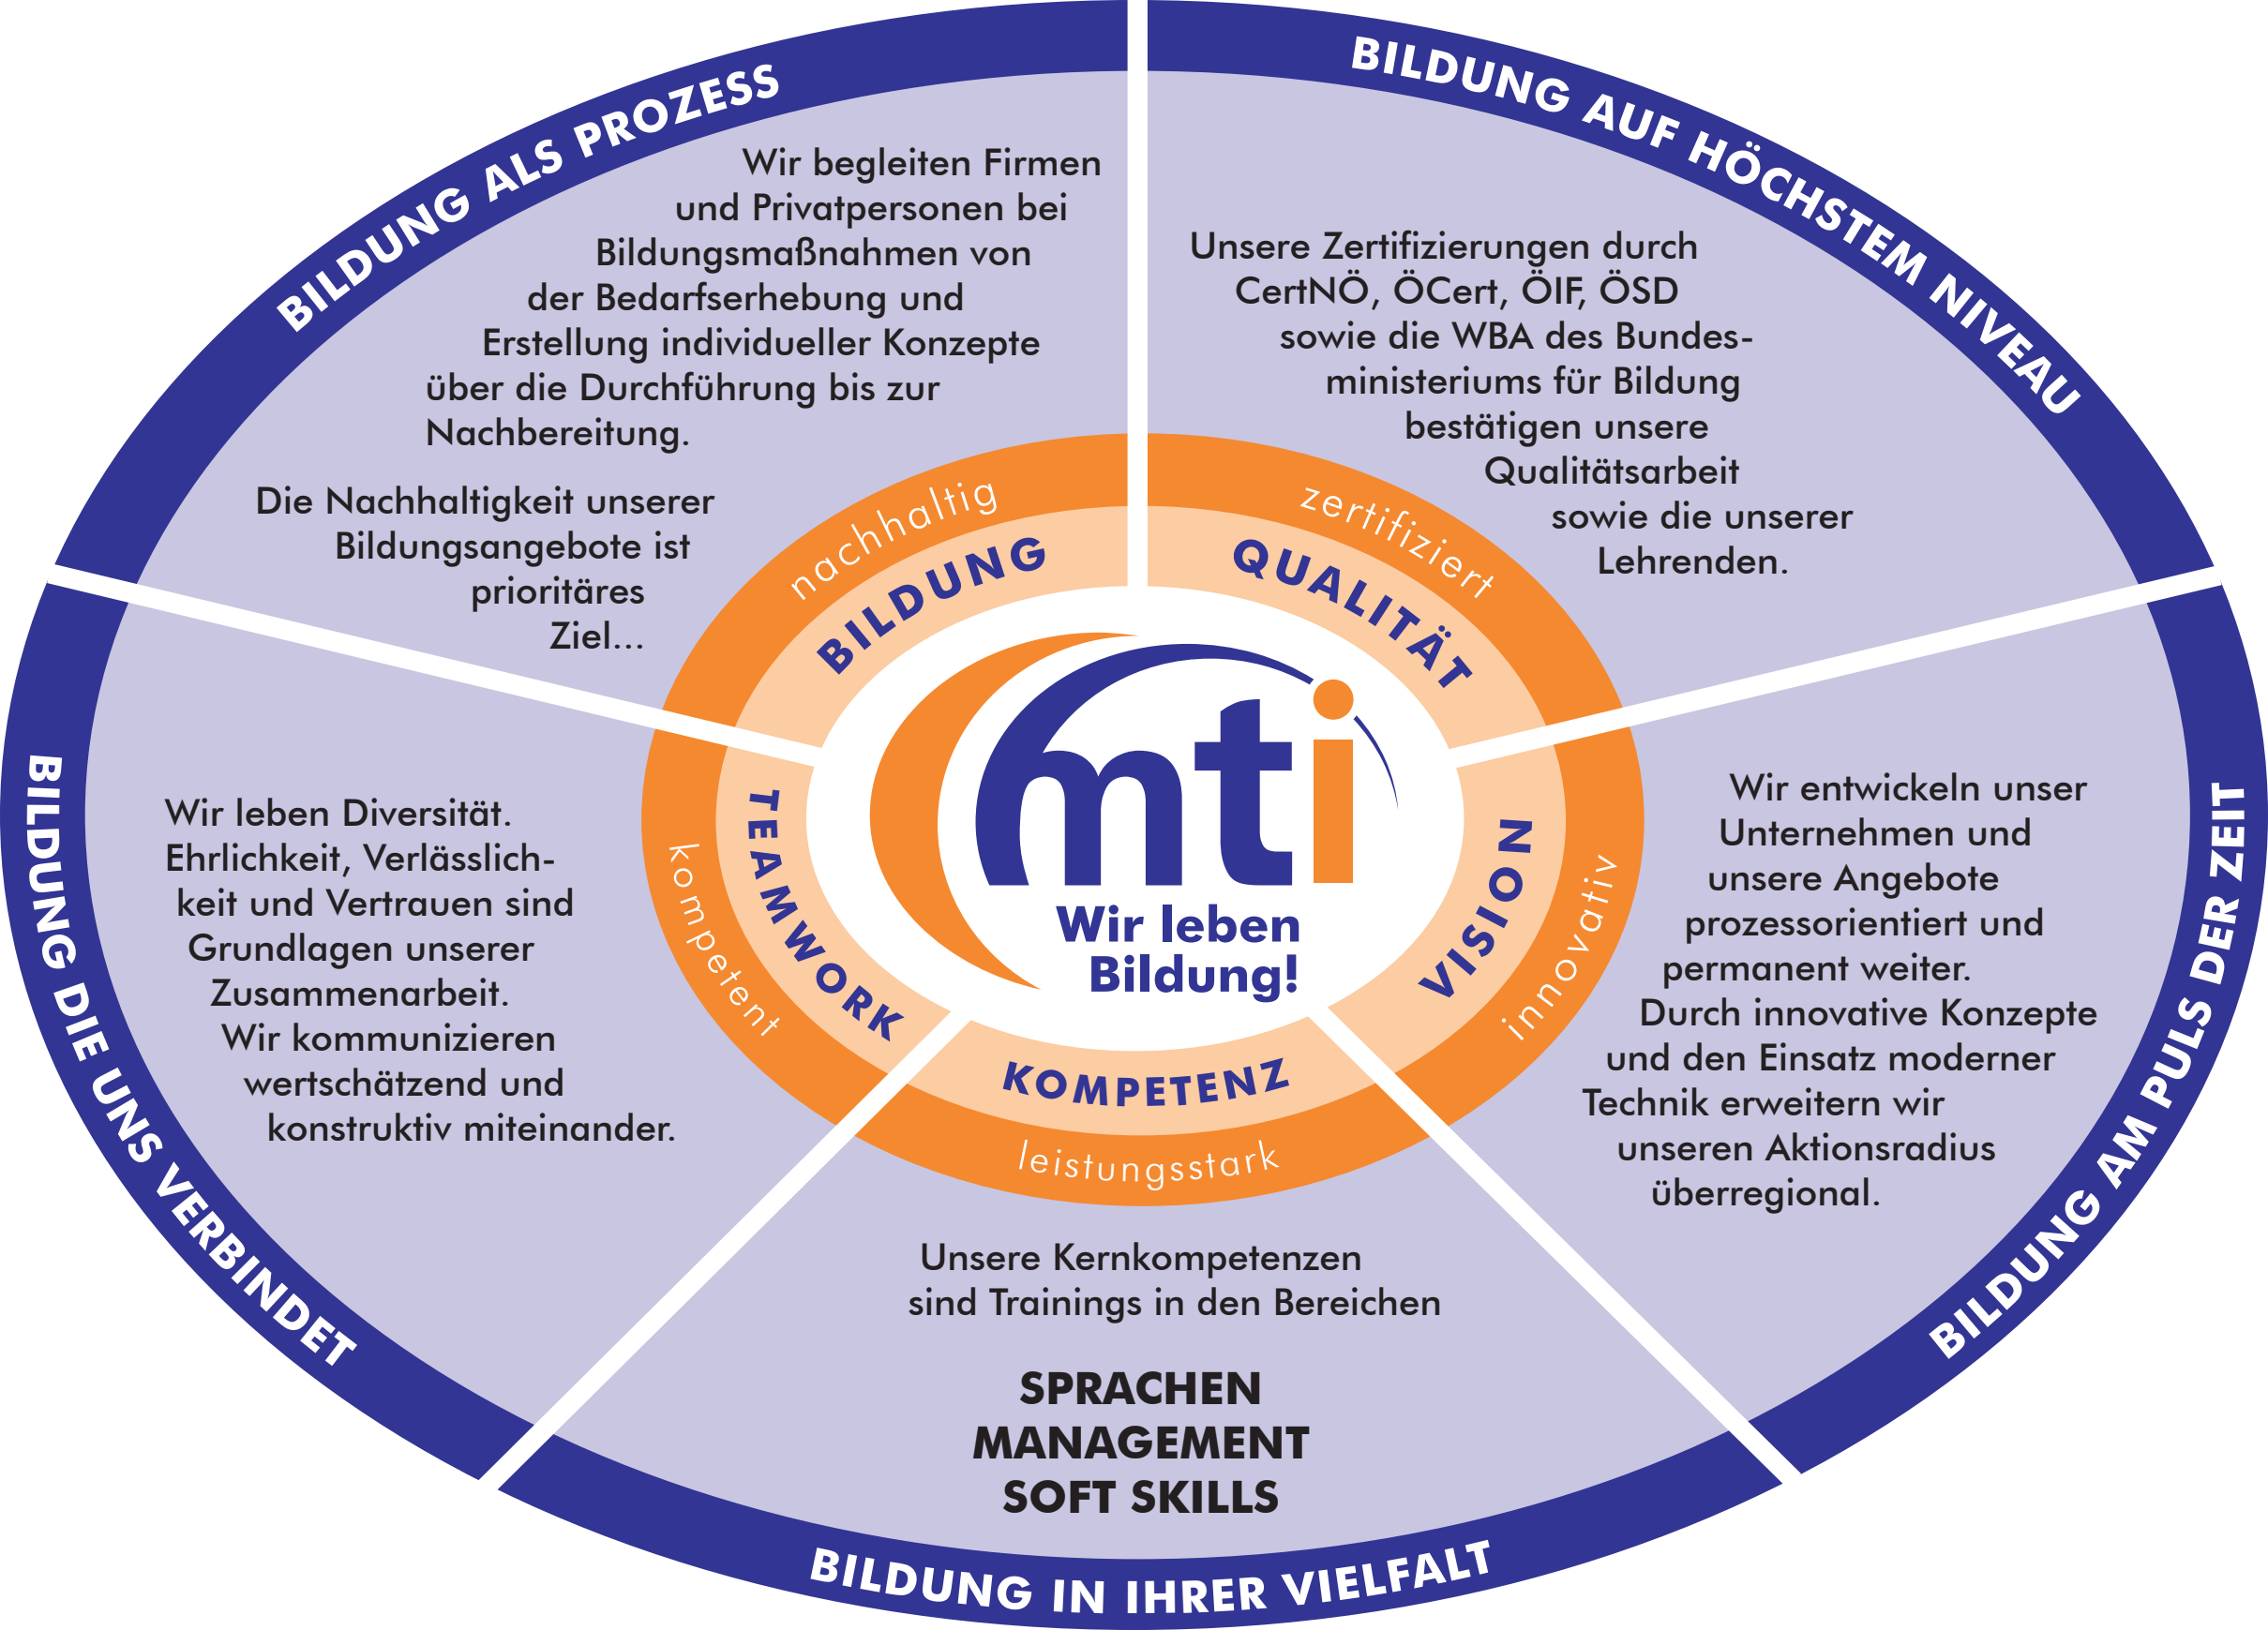 BILDUNG ALS PROZESS
Wir begleiten Firmen
und Privatpersonen bei
Bildungsmaßnahmen von
der Bedarfserhebung und
Erstellung individueller Konzepte
über die Durchführung bis zur
Nachbereitung.
Die Nachhaltigkeit unserer
Bildungsangebote ist
prioritäres
Ziel...
nachhaltig
BILDUNG
BILDUNG AUF HÖCHSTEM NIVEAU
Unsere Zertifizierungen durch
CertNÖ, ÖCert, ÖIF, ÖSD
sowie die WBA des Bundes-
ministeriums für Bildung
bestätigen unsere
Qualitätsarbeit
sowie die unserer
Lehrenden.
zertifiziert
QUALITÄT
BILDUNG AM PULS DER ZEIT
Wir entwickeln unser
Unternehmen und
unsere Angebote
prozessorientiert und
permanent weiter.
Durch innovative Konzepte
und den Einsatz moderner
Technik erweitern wir
unseren Aktionsradius
überregional.
innovativ
VISION
mti
Wir leben
Bildung!
BILDUNG DIE UNS VERBINDET
Wir leben Diversität.
Ehrlichkeit, Verlässlich-
keit und Vertrauen sind
Grundlagen unserer
Zusammenarbeit.
Wir kommunizieren
wertschätzend und
konstruktiv miteinander.
kompetent
TEAMWORK
KOMPETENZ
leistungsstark
Unsere Kernkompetenzen
sind Trainings in den Bereichen
SPRACHEN
MANAGEMENT
SOFT SKILLS
BILDUNG IN IHRER VIELFALT